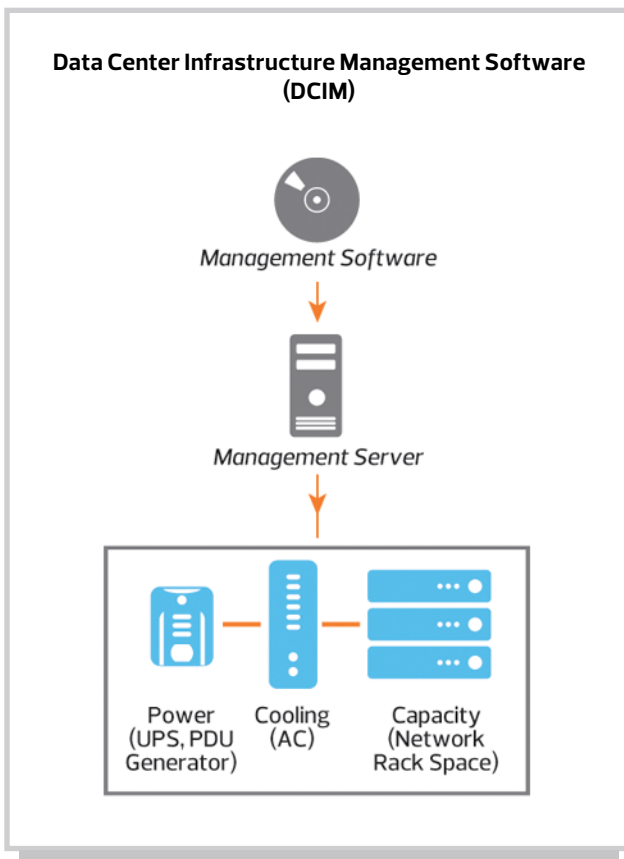 Data Center Infrastructure Management Software
(DCIM)
Management Software
Management Server
Power
(UPS, PDU
Generator)
Cooling
(AC)
Capacity
(Network
Rack Space)